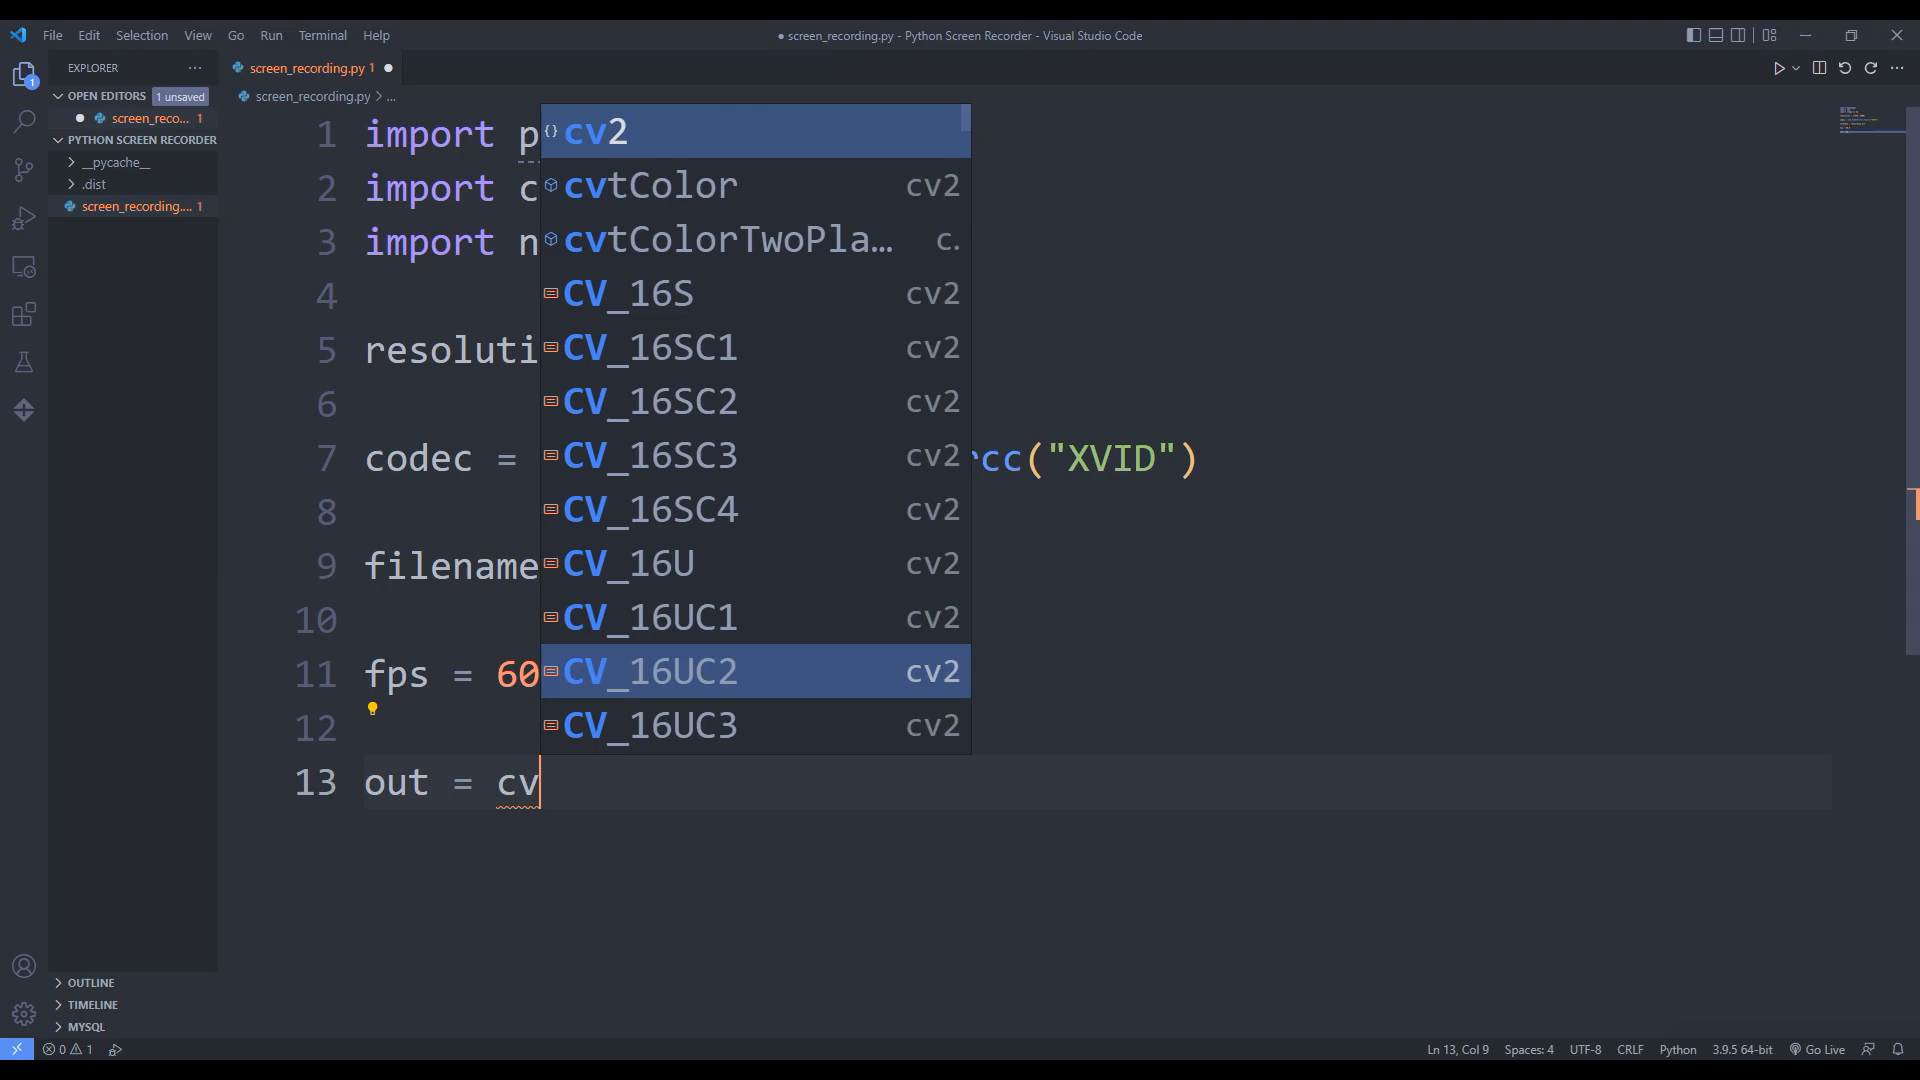 File Edit Selection View Go Run Terminal Help
● screen_recording.py - Python Screen Recorder - Visual Studio Code
EXPLORER ...
screen_recording.py 1 ●
OPEN EDITORS 1 unsaved
● screen_reco... 1
PYTHON SCREEN RECORDER
__pycache__
.dist
screen_recording.... 1
OUTLINE
TIMELINE
MYSQL
screen_recording.py > ...
1 import p
2 import c
3 import n
4
5 resoluti
6
7 codec = rcc("XVID")
8
9 filename
10
11 fps = 60
12
13 out = cv
{} cv2
cvtColor cv2
cvtColorTwoPla... c.
CV_16S cv2
CV_16SC1 cv2
CV_16SC2 cv2
CV_16SC3 cv2
CV_16SC4 cv2
CV_16U cv2
CV_16UC1 cv2
CV_16UC2 cv2
CV_16UC3 cv2
1
0 1
Ln 13, Col 9 Spaces: 4 UTF-8 CRLF Python 3.9.5 64-bit Go Live